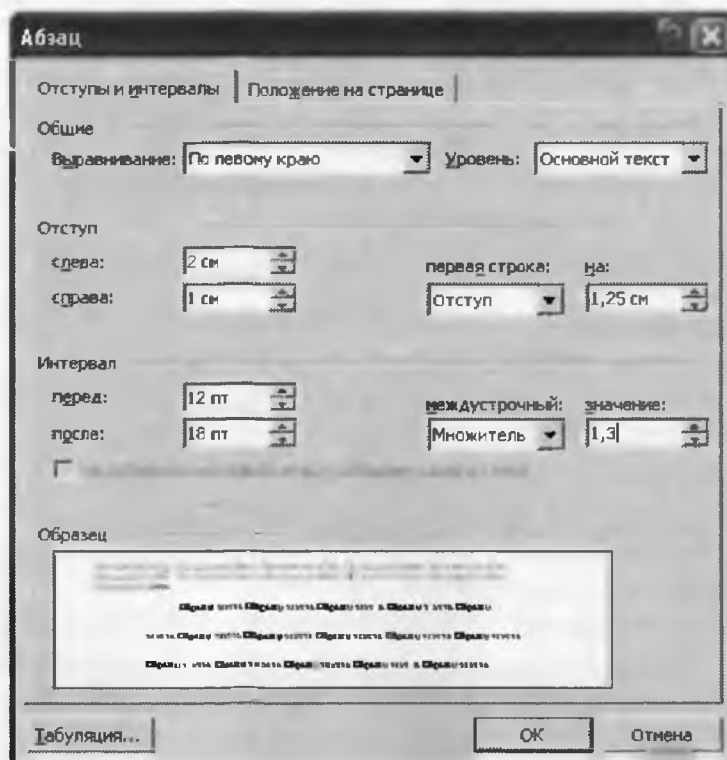 Абзац
Отступы и интервалы Положение на странице
Общие
Выравнивание: По левому краю Уровень: Основной текст
Отступ
слева: 2 см первая строка: на:
справа: 1 см Отступ 1,25 см
Интервал
перед: 12 пт междустрочный: значение:
после: 18 пт Множитель 1,3
Образец
Табуляция... ОК Отмена